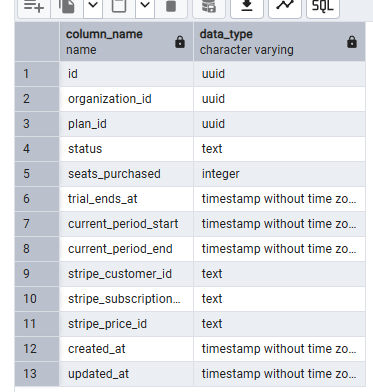 SQL
column_name data_type
name character varying
1 id uuid
2 organization_id uuid
3 plan_id uuid
4 status text
5 seats_purchased integer
6 trial_ends_at timestamp without time zo...
7 current_period_start timestamp without time zo...
8 current_period_end timestamp without time zo...
9 stripe_customer_id text
10 stripe_subscription... text
11 stripe_price_id text
12 created_at timestamp without time zo...
13 updated_at timestamp without time zo...